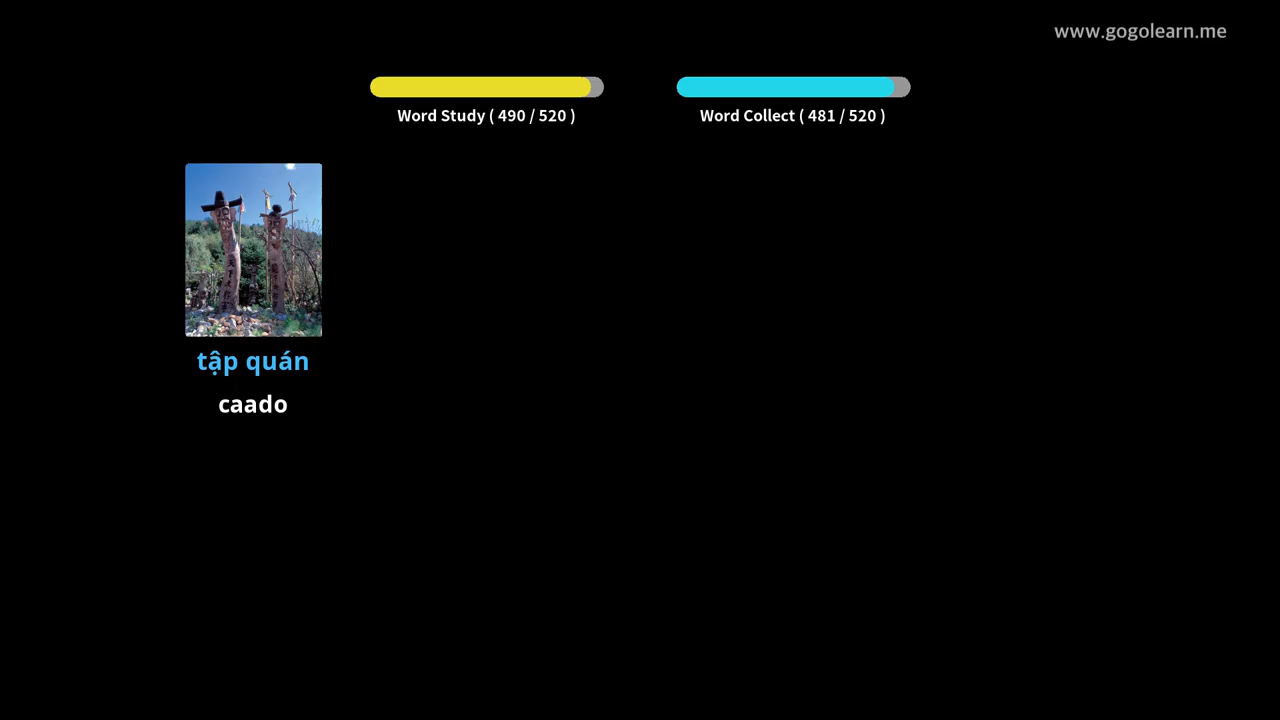 www.gogolearn.me
Word Study ( 490 / 520 )
Word Collect ( 481 / 520 )
tập quán
caado